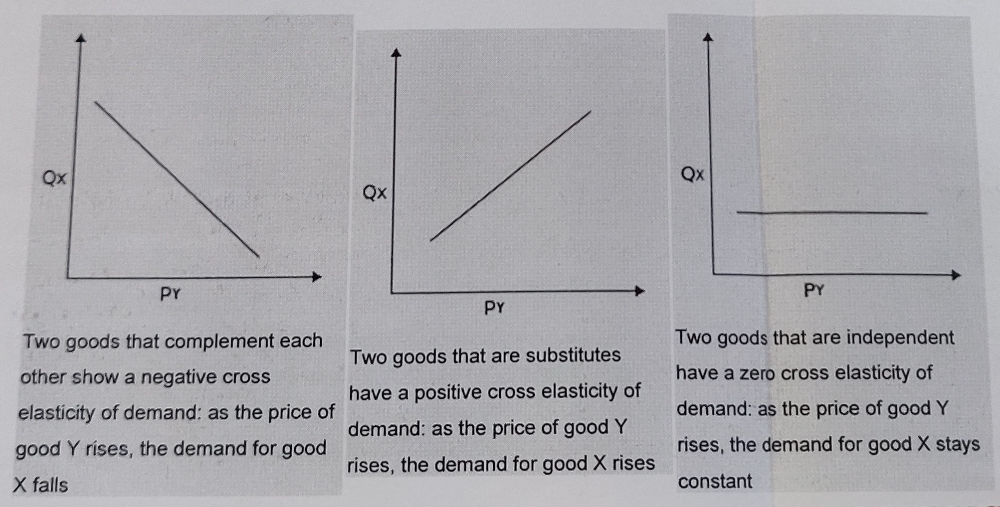 Qx
PY
Two goods that complement each
other show a negative cross
elasticity of demand: as the price of
good Y rises, the demand for good
X falls
Qx
PY
Two goods that are substitutes
have a positive cross elasticity of
demand: as the price of good Y
rises, the demand for good X rises
Qx
PY
Two goods that are independent
have a zero cross elasticity of
demand: as the price of good Y
rises, the demand for good X stays
constant